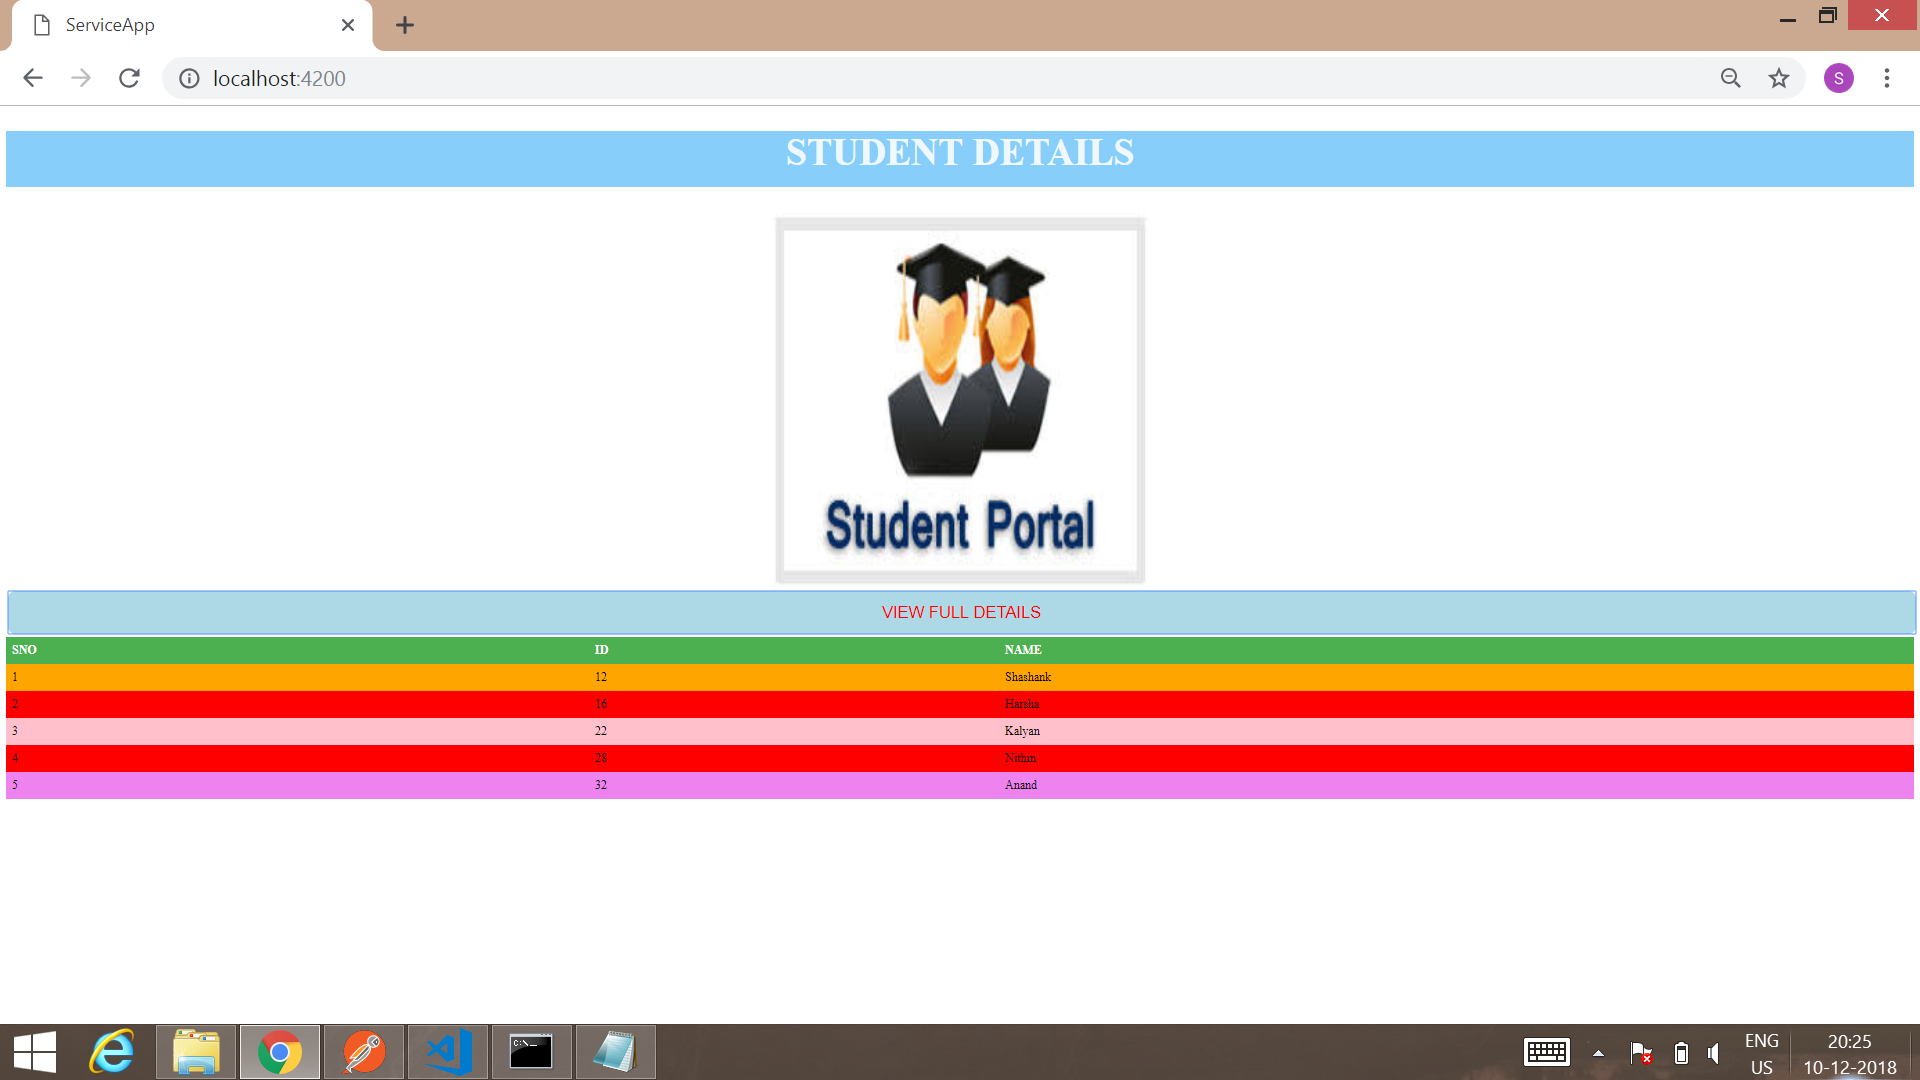 ServiceApp
localhost:4200
S
STUDENT DETAILS
Student Portal
VIEW FULL DETAILS
SNO ID NAME
1 12 Shashank
2 16 Harsha
3 22 Kalyan
4 28 Nithin
5 32 Anand
C:\_
ENG 20:25
US 10-12-2018